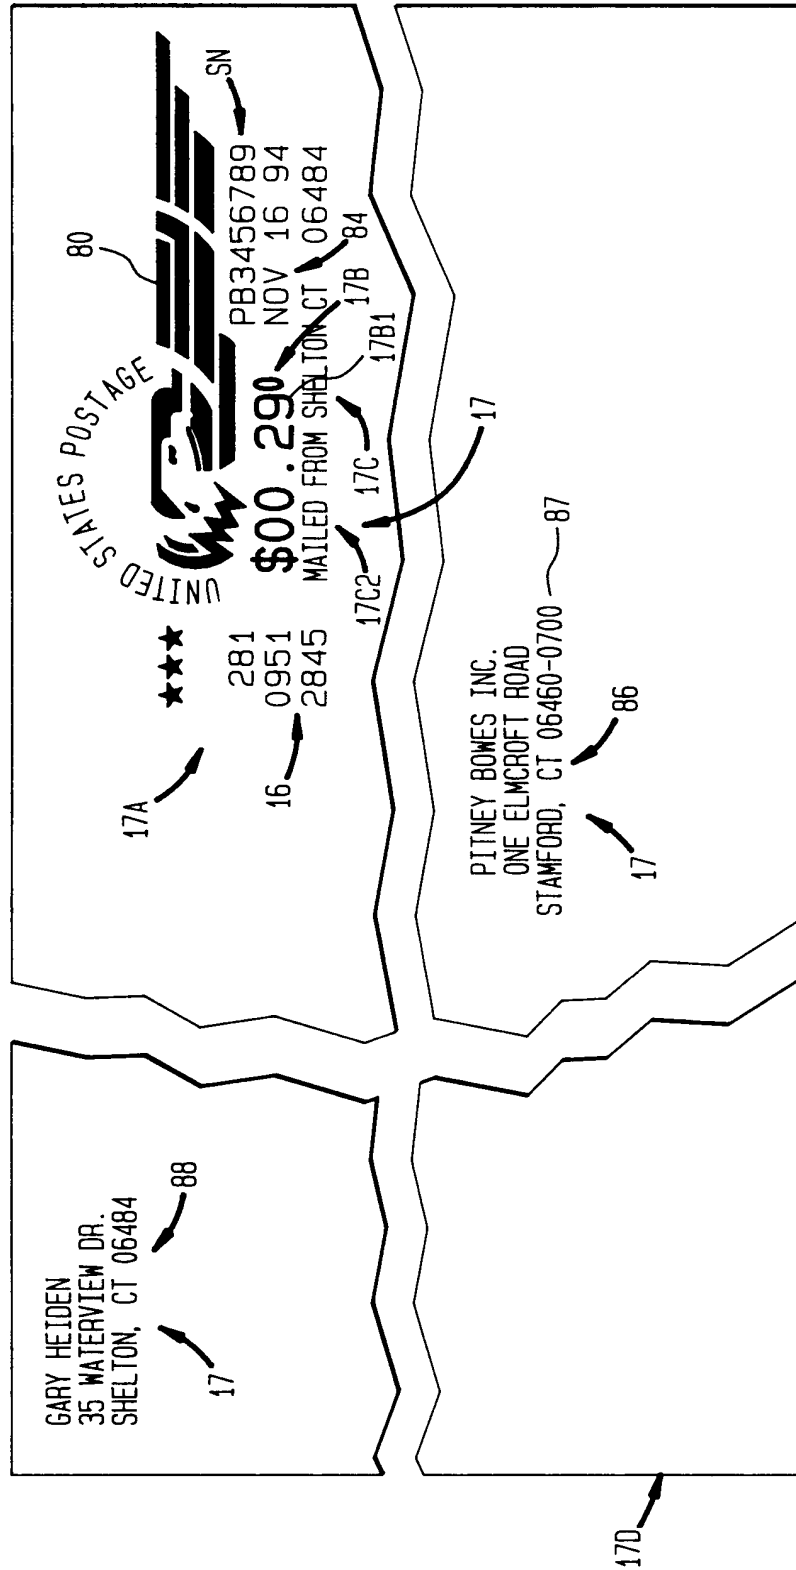 GARY HEIDEN
35 WATERVIEW DR.
SHELTON, CT 06484
88
17
17A
★★★
281
0951
2845
16
UNITED STATES POSTAGE
80
$00.290
PB3456789
SN
NOV 16 94
MAILED FROM SHELTON CT 06484
84
17B
17B1
17C
17C2
17
PITNEY BOWES INC.
ONE ELMCROFT ROAD
STAMFORD, CT 06460-0700
87
86
17
17D